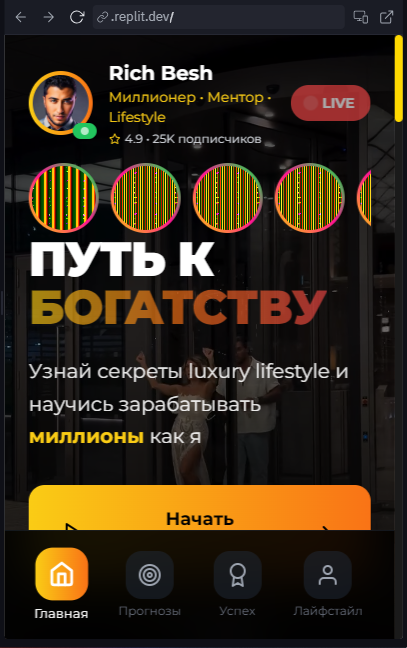 .replit.dev/
Rich Besh
Миллионер • Ментор •
Lifestyle
4.9 • 25K подписчиков
LIVE
ПУТЬ К
БОГАТСТВУ
Узнай секреты luxury lifestyle и
научись зарабатывать
миллионы как я
Начать
Главная
Прогнозы
Успех
Лайфстайл